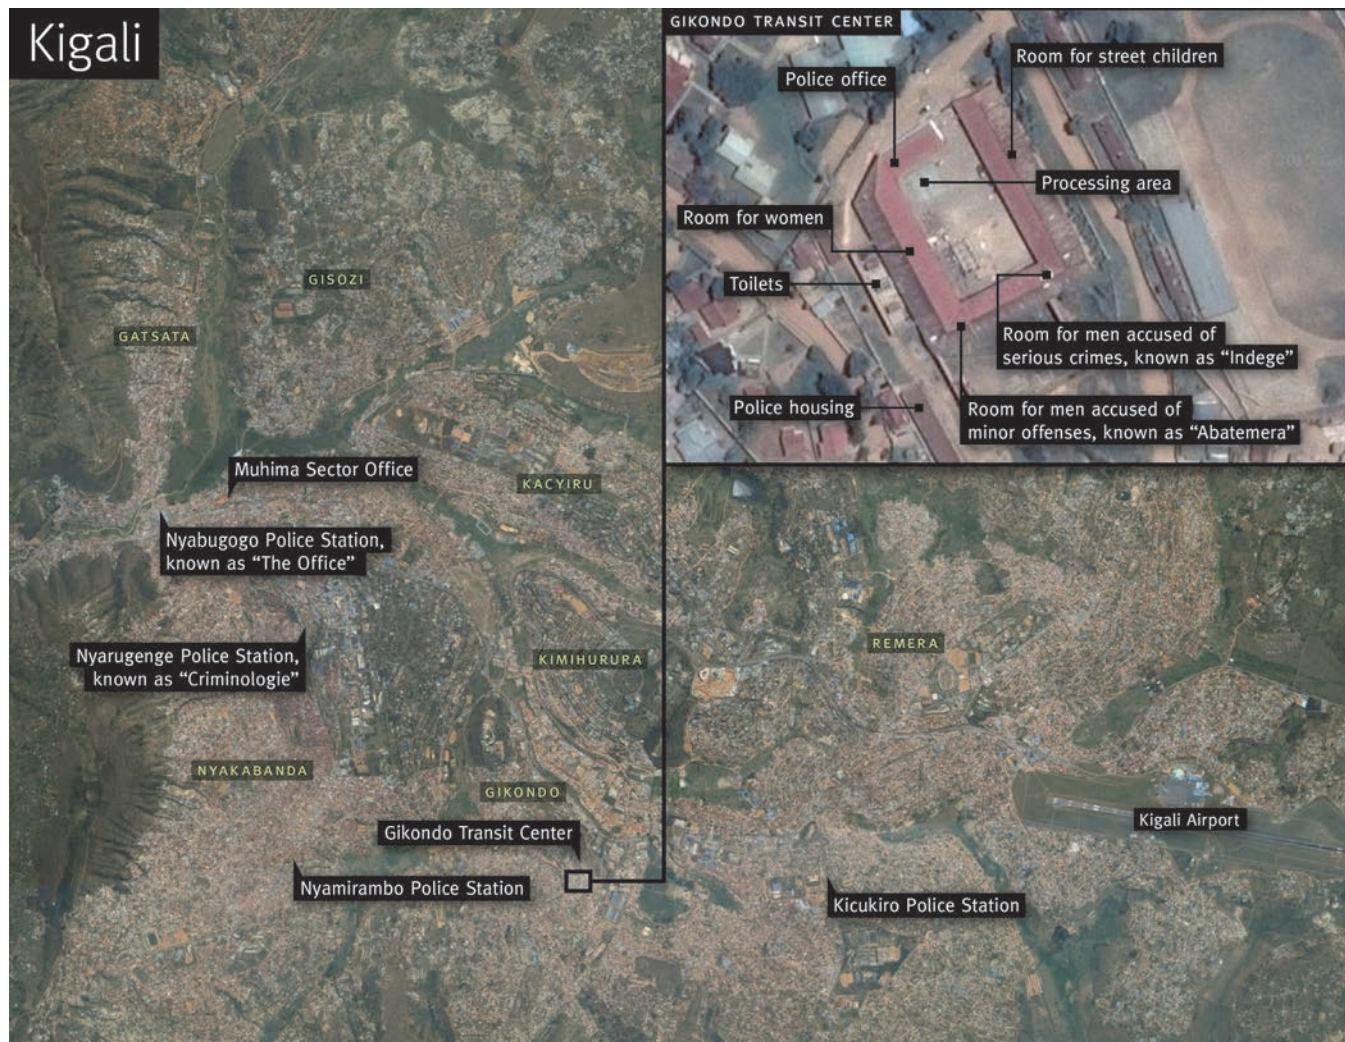 Kigali
GIKONDO TRANSIT CENTER
Room for street children
Police office
Processing area
Room for women
Toilets
Room for men accused of
serious crimes, known as “Indege”
Police housing
Room for men accused of
minor offenses, known as “Abatemera”
GISOZI
GATSATA
Muhima Sector Office
KACYIRU
Nyabugogo Police Station,
known as “The Office”
Nyarugenge Police Station,
known as “Criminologie”
KIMIHURURA
REMERA
NYAKABANDA
GIKONDO
Kigali Airport
Gikondo Transit Center
Nyamirambo Police Station
Kicukiro Police Station